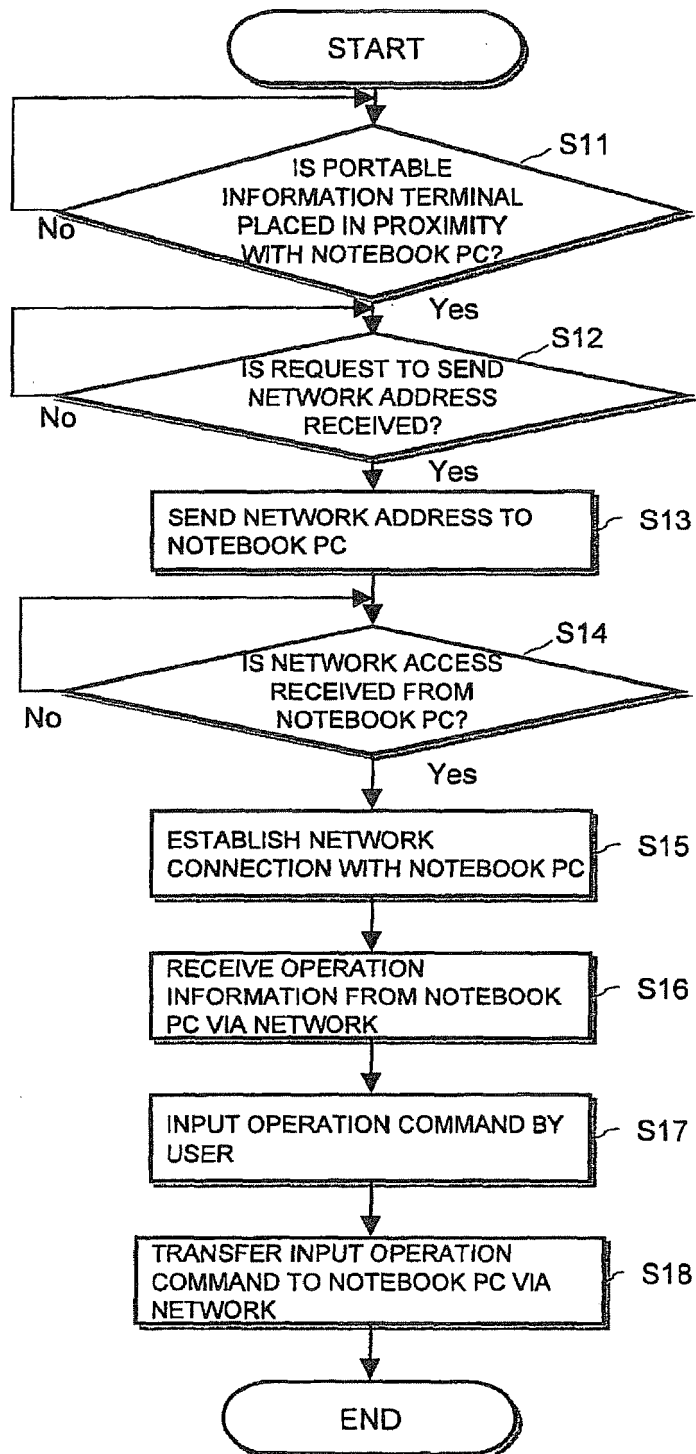 START
S11
IS PORTABLE
INFORMATION TERMINAL
PLACED IN PROXIMITY
WITH NOTEBOOK PC?
No
Yes
S12
IS REQUEST TO SEND
NETWORK ADDRESS
RECEIVED?
No
Yes
SEND NETWORK ADDRESS TO
NOTEBOOK PC
S13
S14
IS NETWORK ACCESS
RECEIVED FROM
NOTEBOOK PC?
No
Yes
ESTABLISH NETWORK
CONNECTION WITH NOTEBOOK PC
S15
RECEIVE OPERATION
INFORMATION FROM NOTEBOOK
PC VIA NETWORK
S16
INPUT OPERATION COMMAND BY
USER
S17
TRANSFER INPUT OPERATION
COMMAND TO NOTEBOOK PC VIA
NETWORK
S18
END